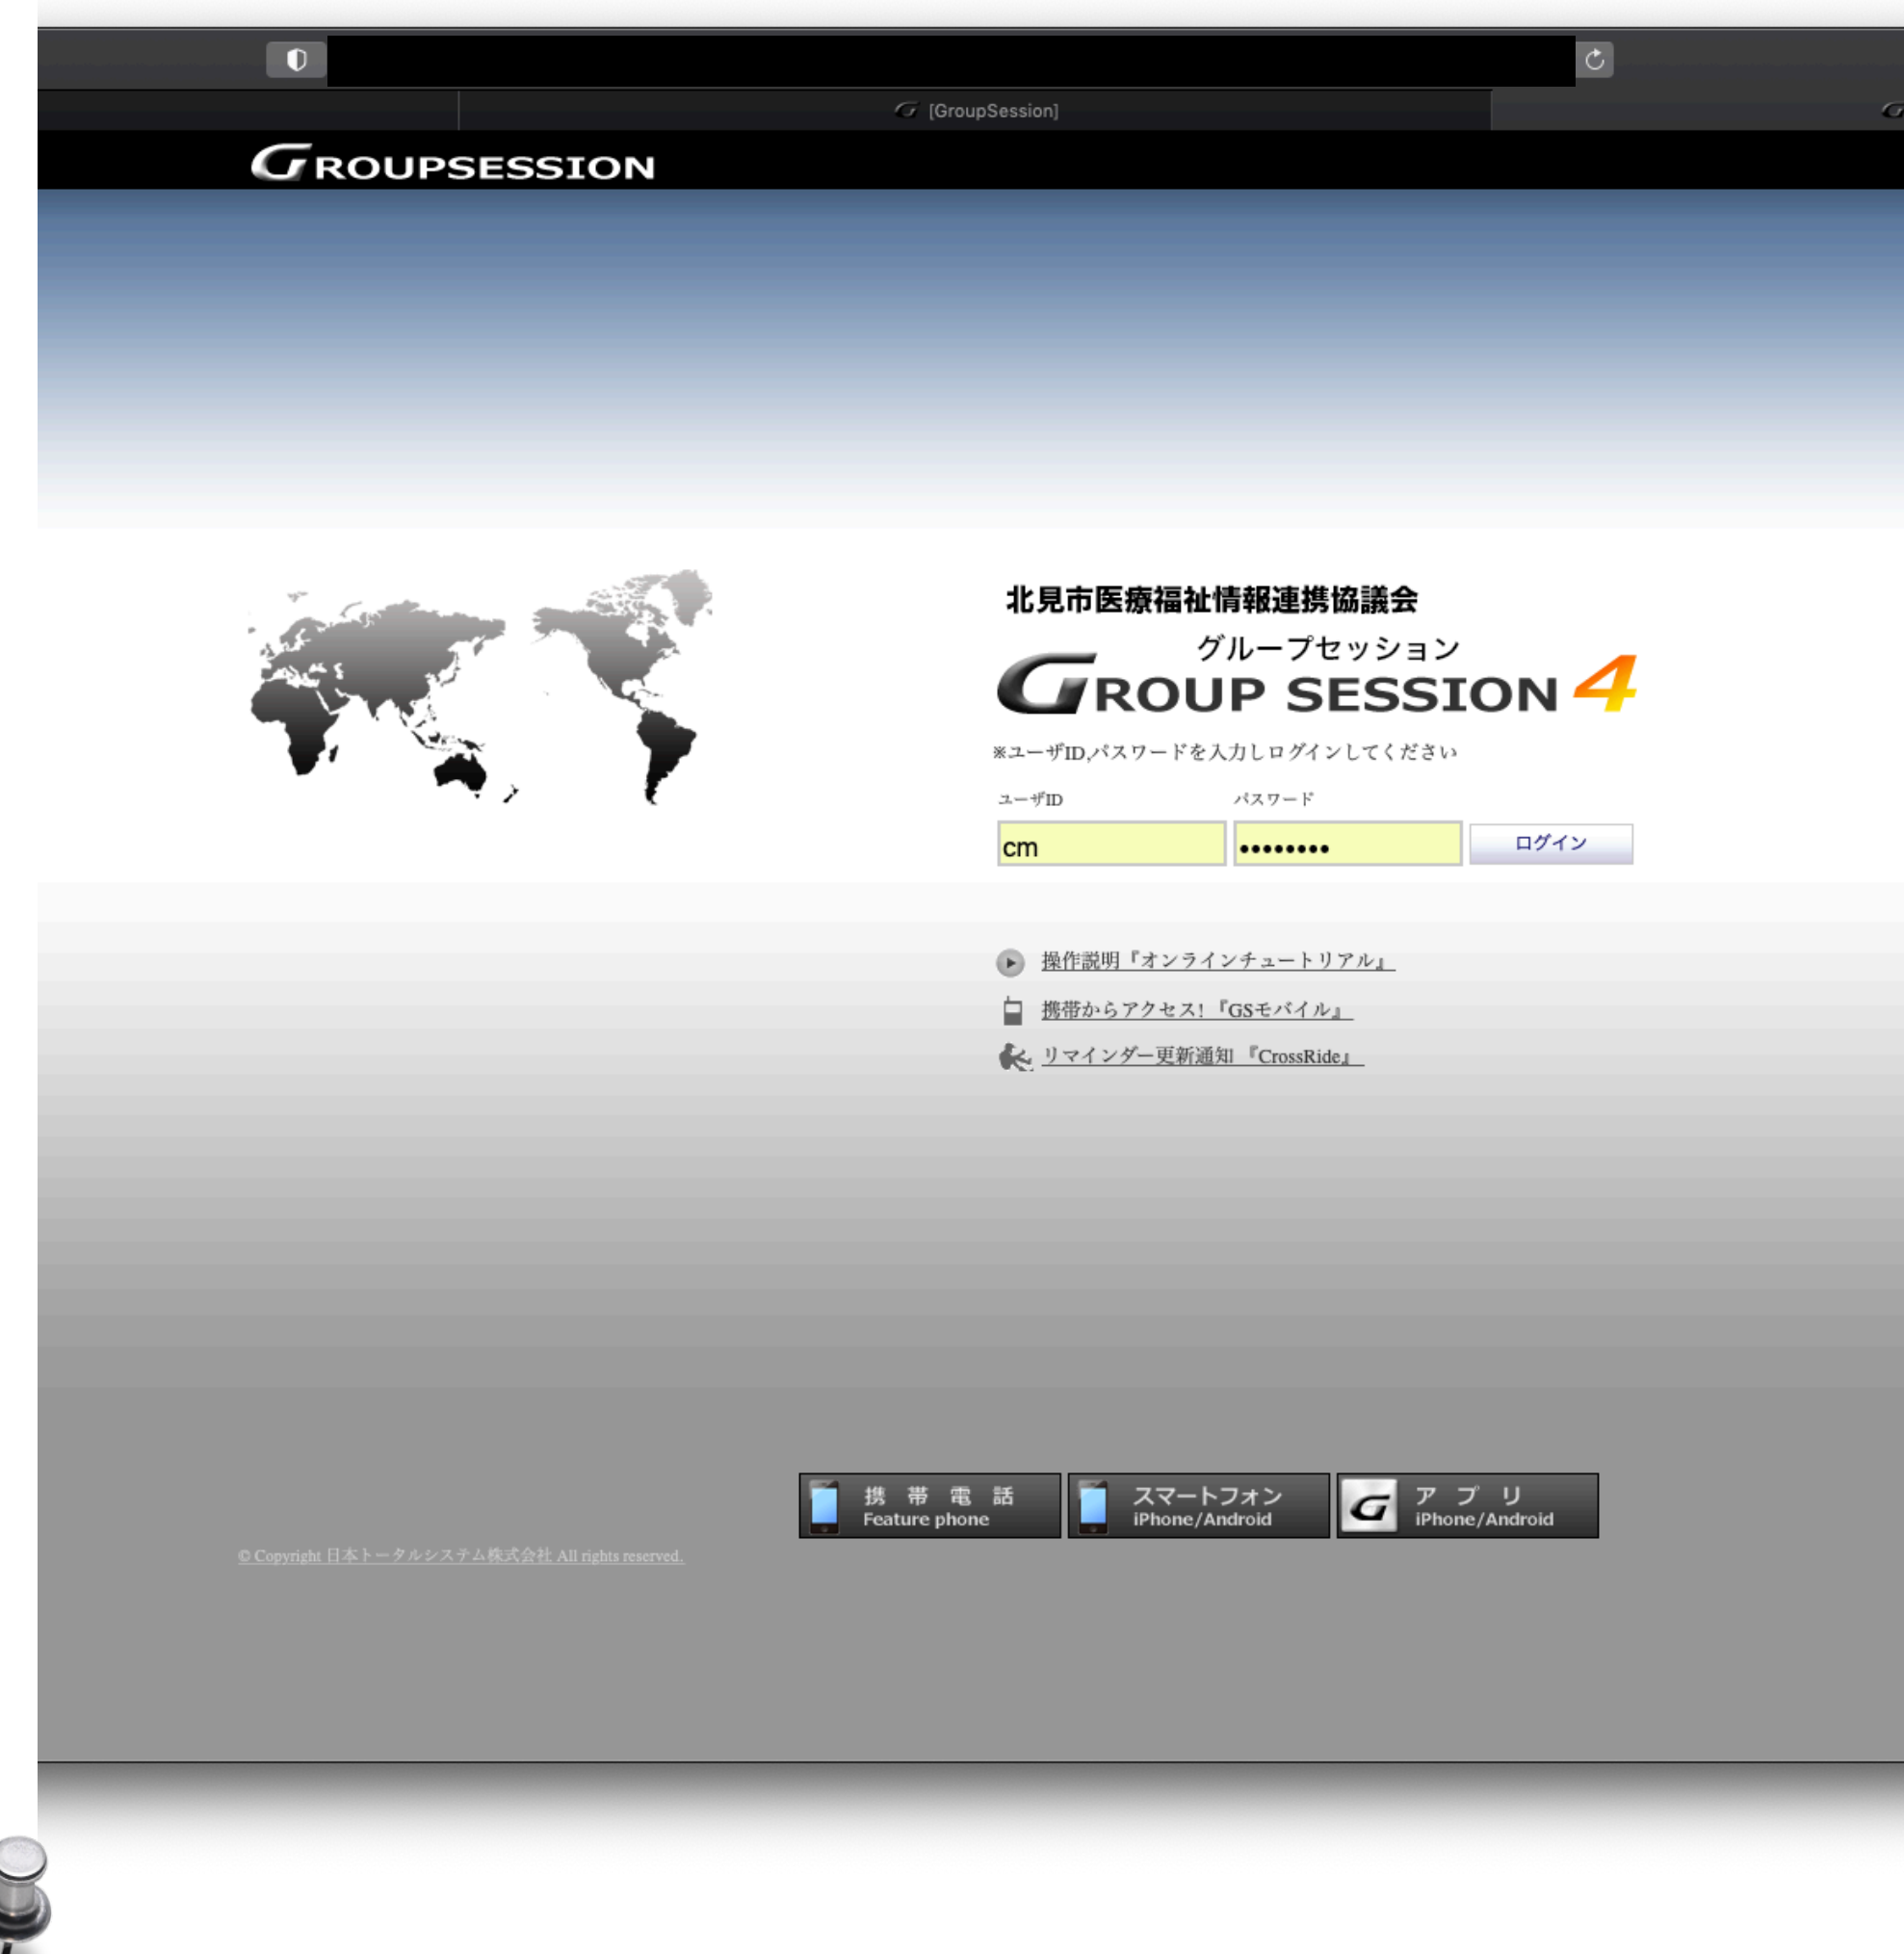 [GroupSession]
GROUPSESSION
北見市医療福祉情報連携協議会
グループセッション
GROUP SESSION 4
※ユーザID,パスワードを入力しログインしてください
ユーザID
パスワード
cm
••••••••
ログイン
操作説明『オンラインチュートリアル』
携帯からアクセス!『GSモバイル』
リマインダー更新通知 『CrossRide』
携帯電話
Feature phone
スマートフォン
iPhone/Android
G
アプリ
iPhone/Android
© Copyright 日本トータルシステム株式会社 All rights reserved.